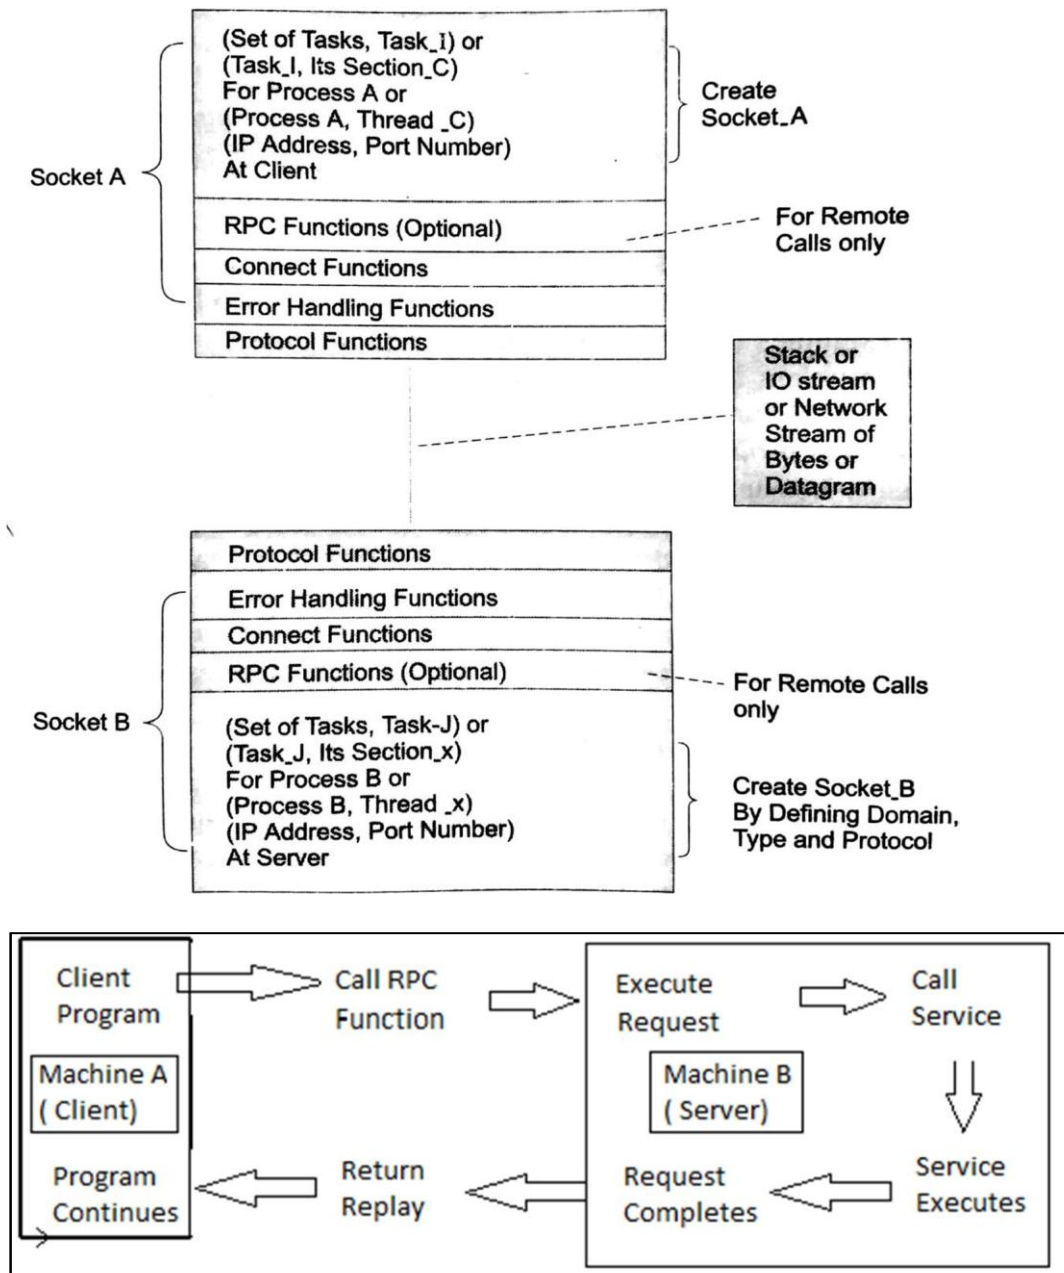 (Set of Tasks, Task_I) or
(Task_I, Its Section_C)
For Process A or
(Process A, Thread _C)
(IP Address, Port Number)
At Client
Create
Socket_A
Socket A
RPC Functions (Optional)
For Remote
Calls only
Connect Functions
Error Handling Functions
Protocol Functions
Stack or
IO stream
or Network
Stream of
Bytes or
Datagram
Protocol Functions
Error Handling Functions
Connect Functions
RPC Functions (Optional)
For Remote Calls
only
Socket B
(Set of Tasks, Task-J) or
(Task_J, Its Section_x)
For Process B or
(Process B, Thread _x)
(IP Address, Port Number)
At Server
Create Socket_B
By Defining Domain,
Type and Protocol
Client
Program
Call RPC
Function
Execute
Request
Call
Service
Machine A
( Client)
Machine B
( Server)
Program
Continues
Return
Replay
Request
Completes
Service
Executes